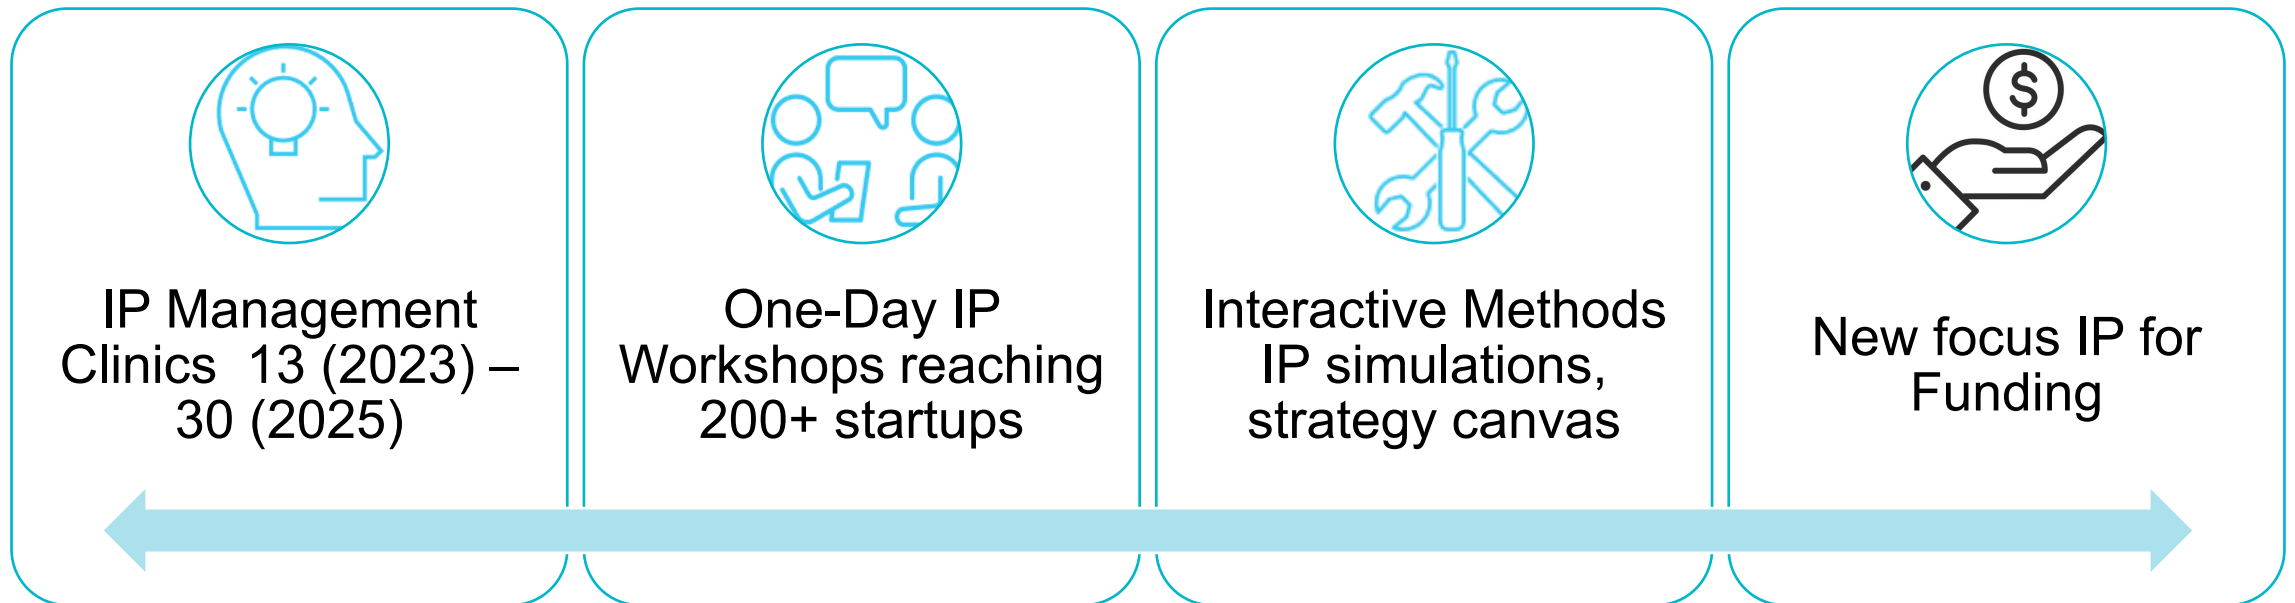 IP Management
Clinics  13 (2023) –
30 (2025)
One-Day IP
Workshops reaching
200+ startups
Interactive Methods
IP simulations,
strategy canvas
New focus IP for
Funding
$